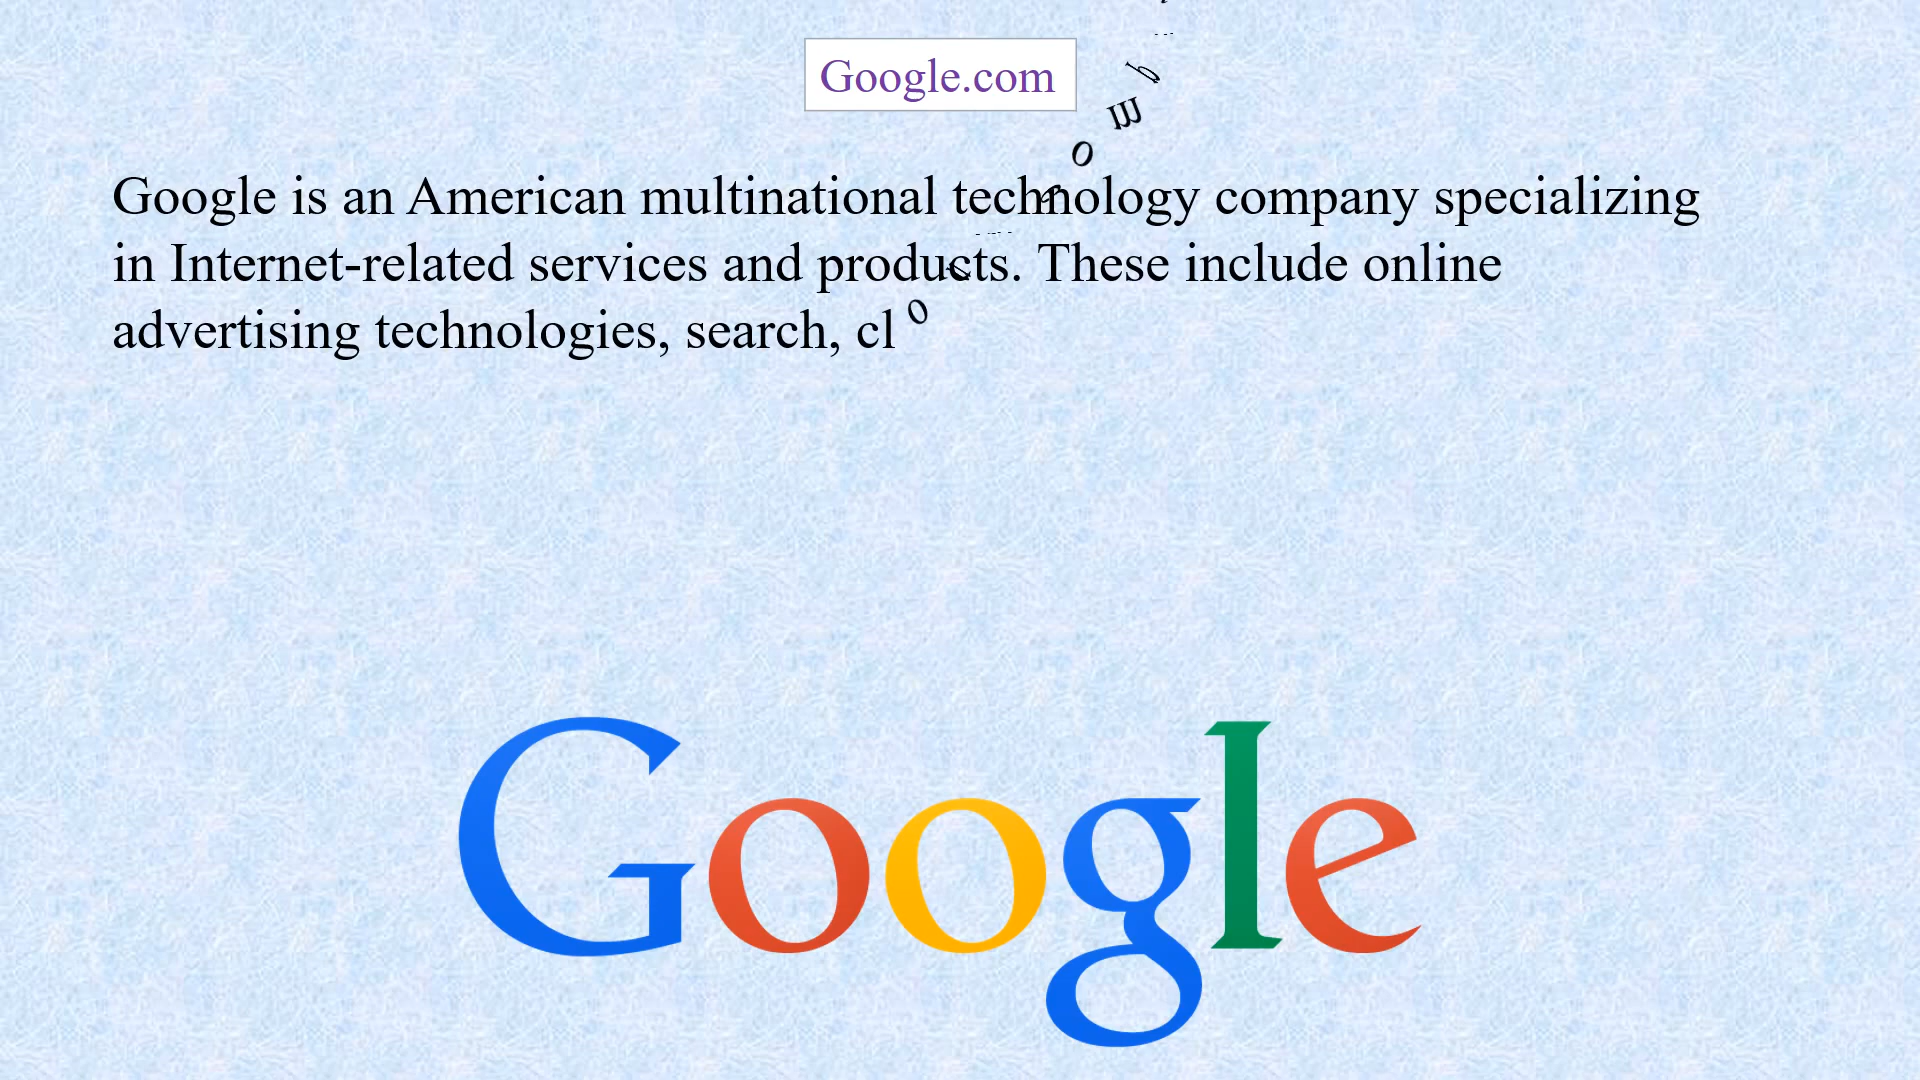 Google.com
Google is an American multinational technology company specializing
in Internet-related services and products. These include online
advertising technologies, search, cl
Google